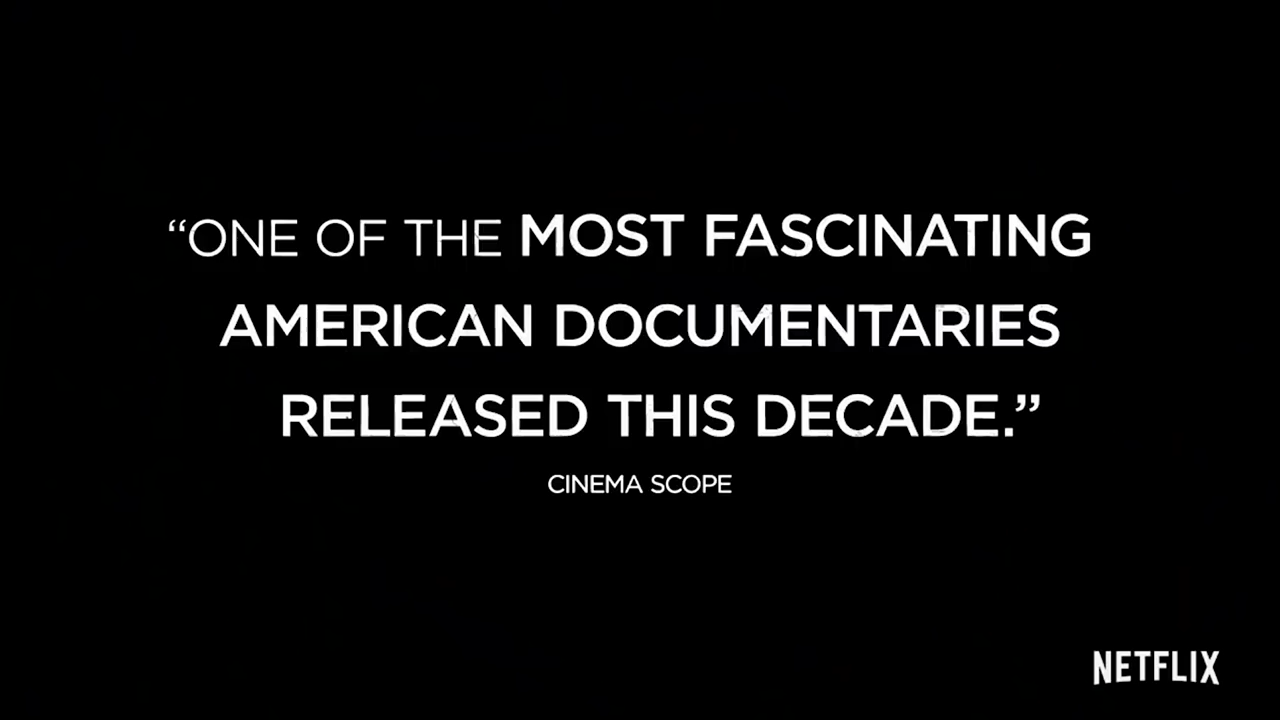 “ONE OF THE MOST FASCINATING
AMERICAN DOCUMENTARIES
RELEASED THIS DECADE.”
CINEMA SCOPE
NETFLIX